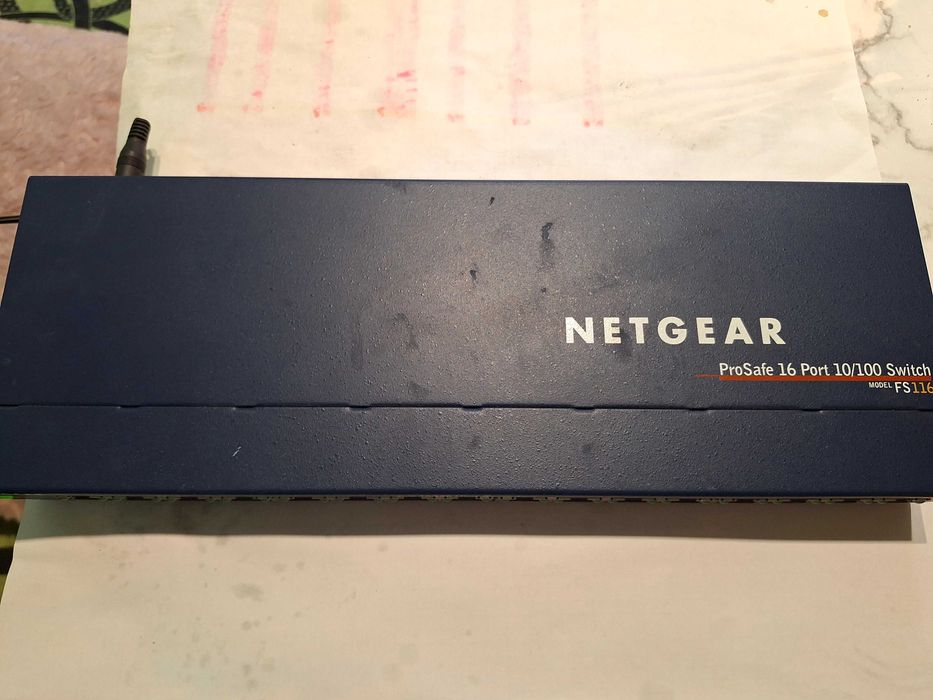 NETGEAR
ProSafe 16 Port 10/100 Switch
MODEL FS116